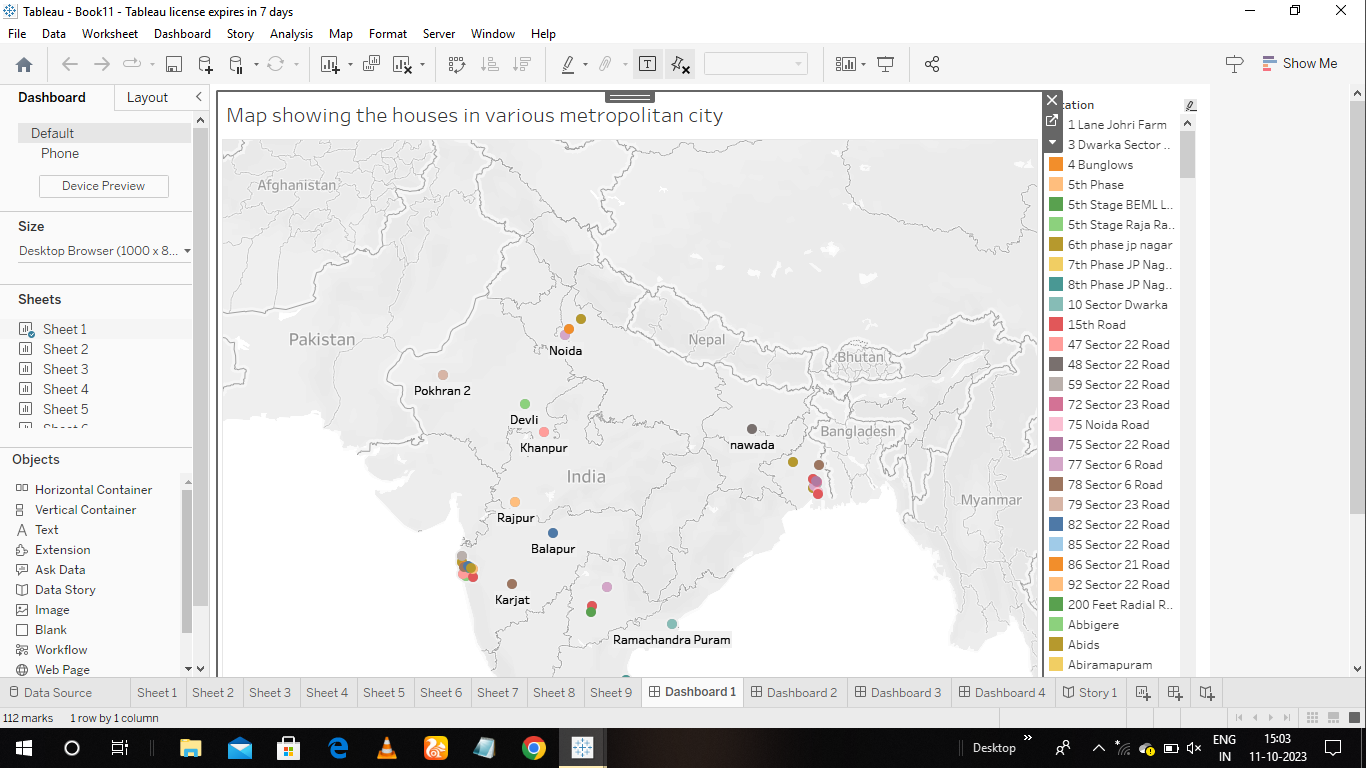 Tableau - Book11 - Tableau license expires in 7 days
File Data Worksheet Dashboard Story Analysis Map Format Server Window Help
Show Me
Dashboard Layout
Default
Phone
Device Preview
Size
Desktop Browser (1000 x 8...
Sheets
Sheet 1
Sheet 2
Sheet 3
Sheet 4
Sheet 5
Objects
Horizontal Container
Vertical Container
Text
Extension
Ask Data
Data Story
Image
Blank
Workflow
Web Page
Map showing the houses in various metropolitan city
Afghanistan
Pakistan
Noida
Nepal
Bhutan
Pokhran 2
Devli
Khanpur
nawada
Bangladesh
India
Myanmar
Rajpur
Balapur
Karjat
Ramachandra Puram
cation
1 Lane Johri Farm
3 Dwarka Sector ..
4 Bunglows
5th Phase
5th Stage BEML L..
5th Stage Raja Ra..
6th phase jp nagar
7th Phase JP Nag..
8th Phase JP Nag..
10 Sector Dwarka
15th Road
47 Sector 22 Road
48 Sector 22 Road
59 Sector 22 Road
72 Sector 23 Road
75 Noida Road
75 Sector 22 Road
77 Sector 6 Road
78 Sector 6 Road
79 Sector 23 Road
82 Sector 22 Road
85 Sector 22 Road
86 Sector 21 Road
92 Sector 22 Road
200 Feet Radial R..
Abbigere
Abids
Abiramapuram
Data Source Sheet 1 Sheet 2 Sheet 3 Sheet 4 Sheet 5 Sheet 6 Sheet 7 Sheet 8 Sheet 9 Dashboard 1 Dashboard 2 Dashboard 3 Dashboard 4 Story 1
112 marks 1 row by 1 column
Desktop
ENG
IN
15:03
11-10-2023